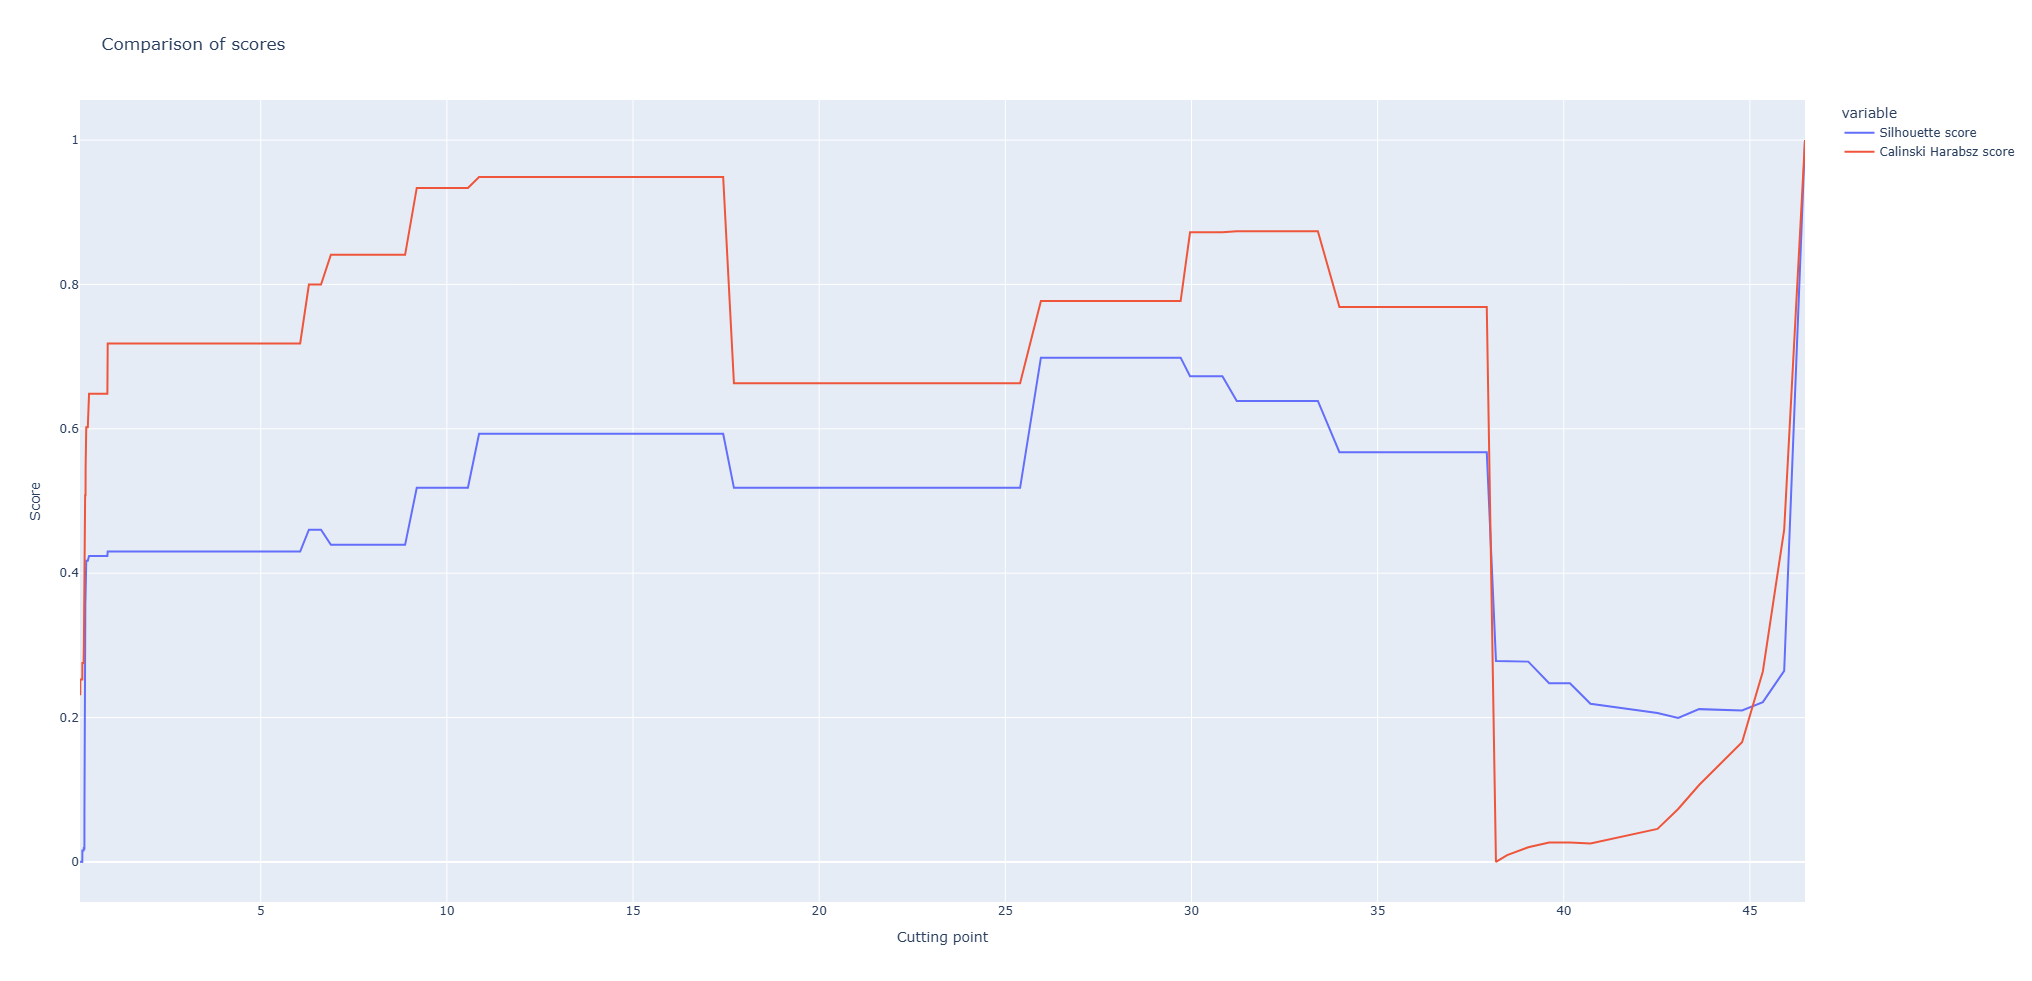 Comparison of scores
variable
Silhouette score
Calinski Harabsz score
1
0.8
0.6
0.4
0.2
0
Score
5 10 15 20 25 30 35 40 45
Cutting point